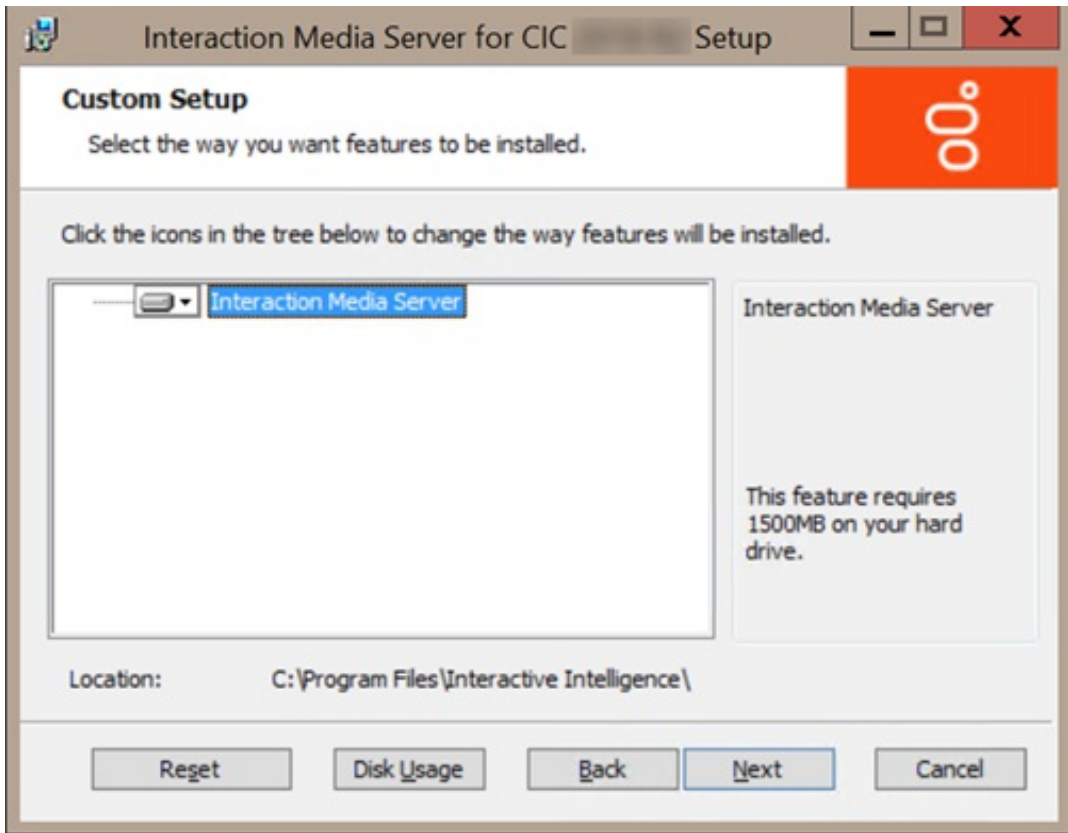 Interaction Media Server for CIC Setup
Custom Setup
Select the way you want features to be installed.
Click the icons in the tree below to change the way features will be installed.
Interaction Media Server
Interaction Media Server
This feature requires
1500MB on your hard
drive.
Location: C:\Program Files\Interactive Intelligence\
Reset Disk Usage Back Next Cancel